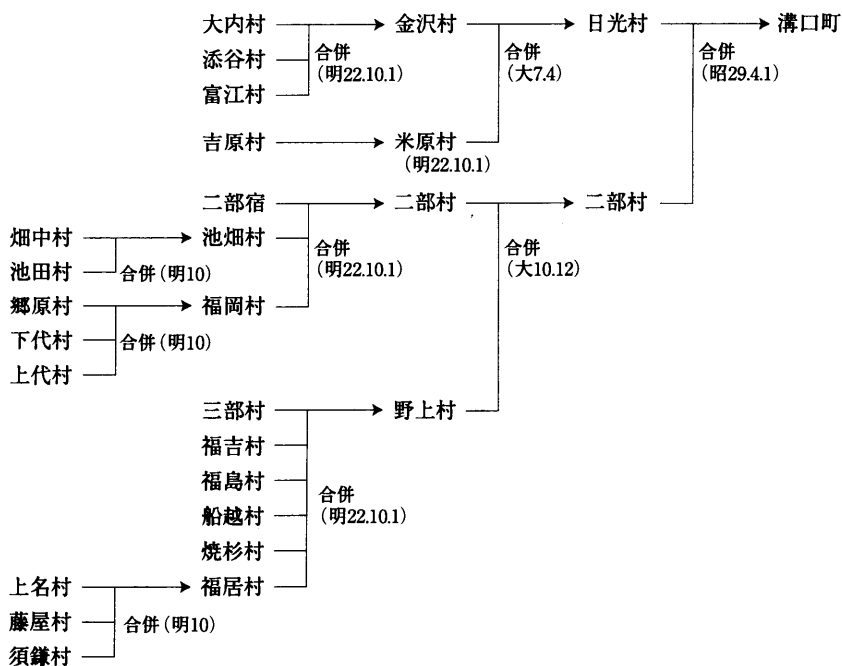 大内村 金沢村 日光村 溝口町
添谷村 合併 合併 合併
(明22.10.1) (大7.4) (昭29.4.1)
富江村
吉原村 米原村
(明22.10.1)
二部宿 二部村 二部村
畑中村 池畑村
合併 合併
(明22.10.1) (大10.12)
池田村 合併(明10)
郷原村 福岡村
下代村 合併(明10)
上代村
三部村 野上村
福吉村
福島村
合併
船越村 (明22.10.1)
焼杉村
上名村 福居村
藤屋村 合併(明10)
須鎌村